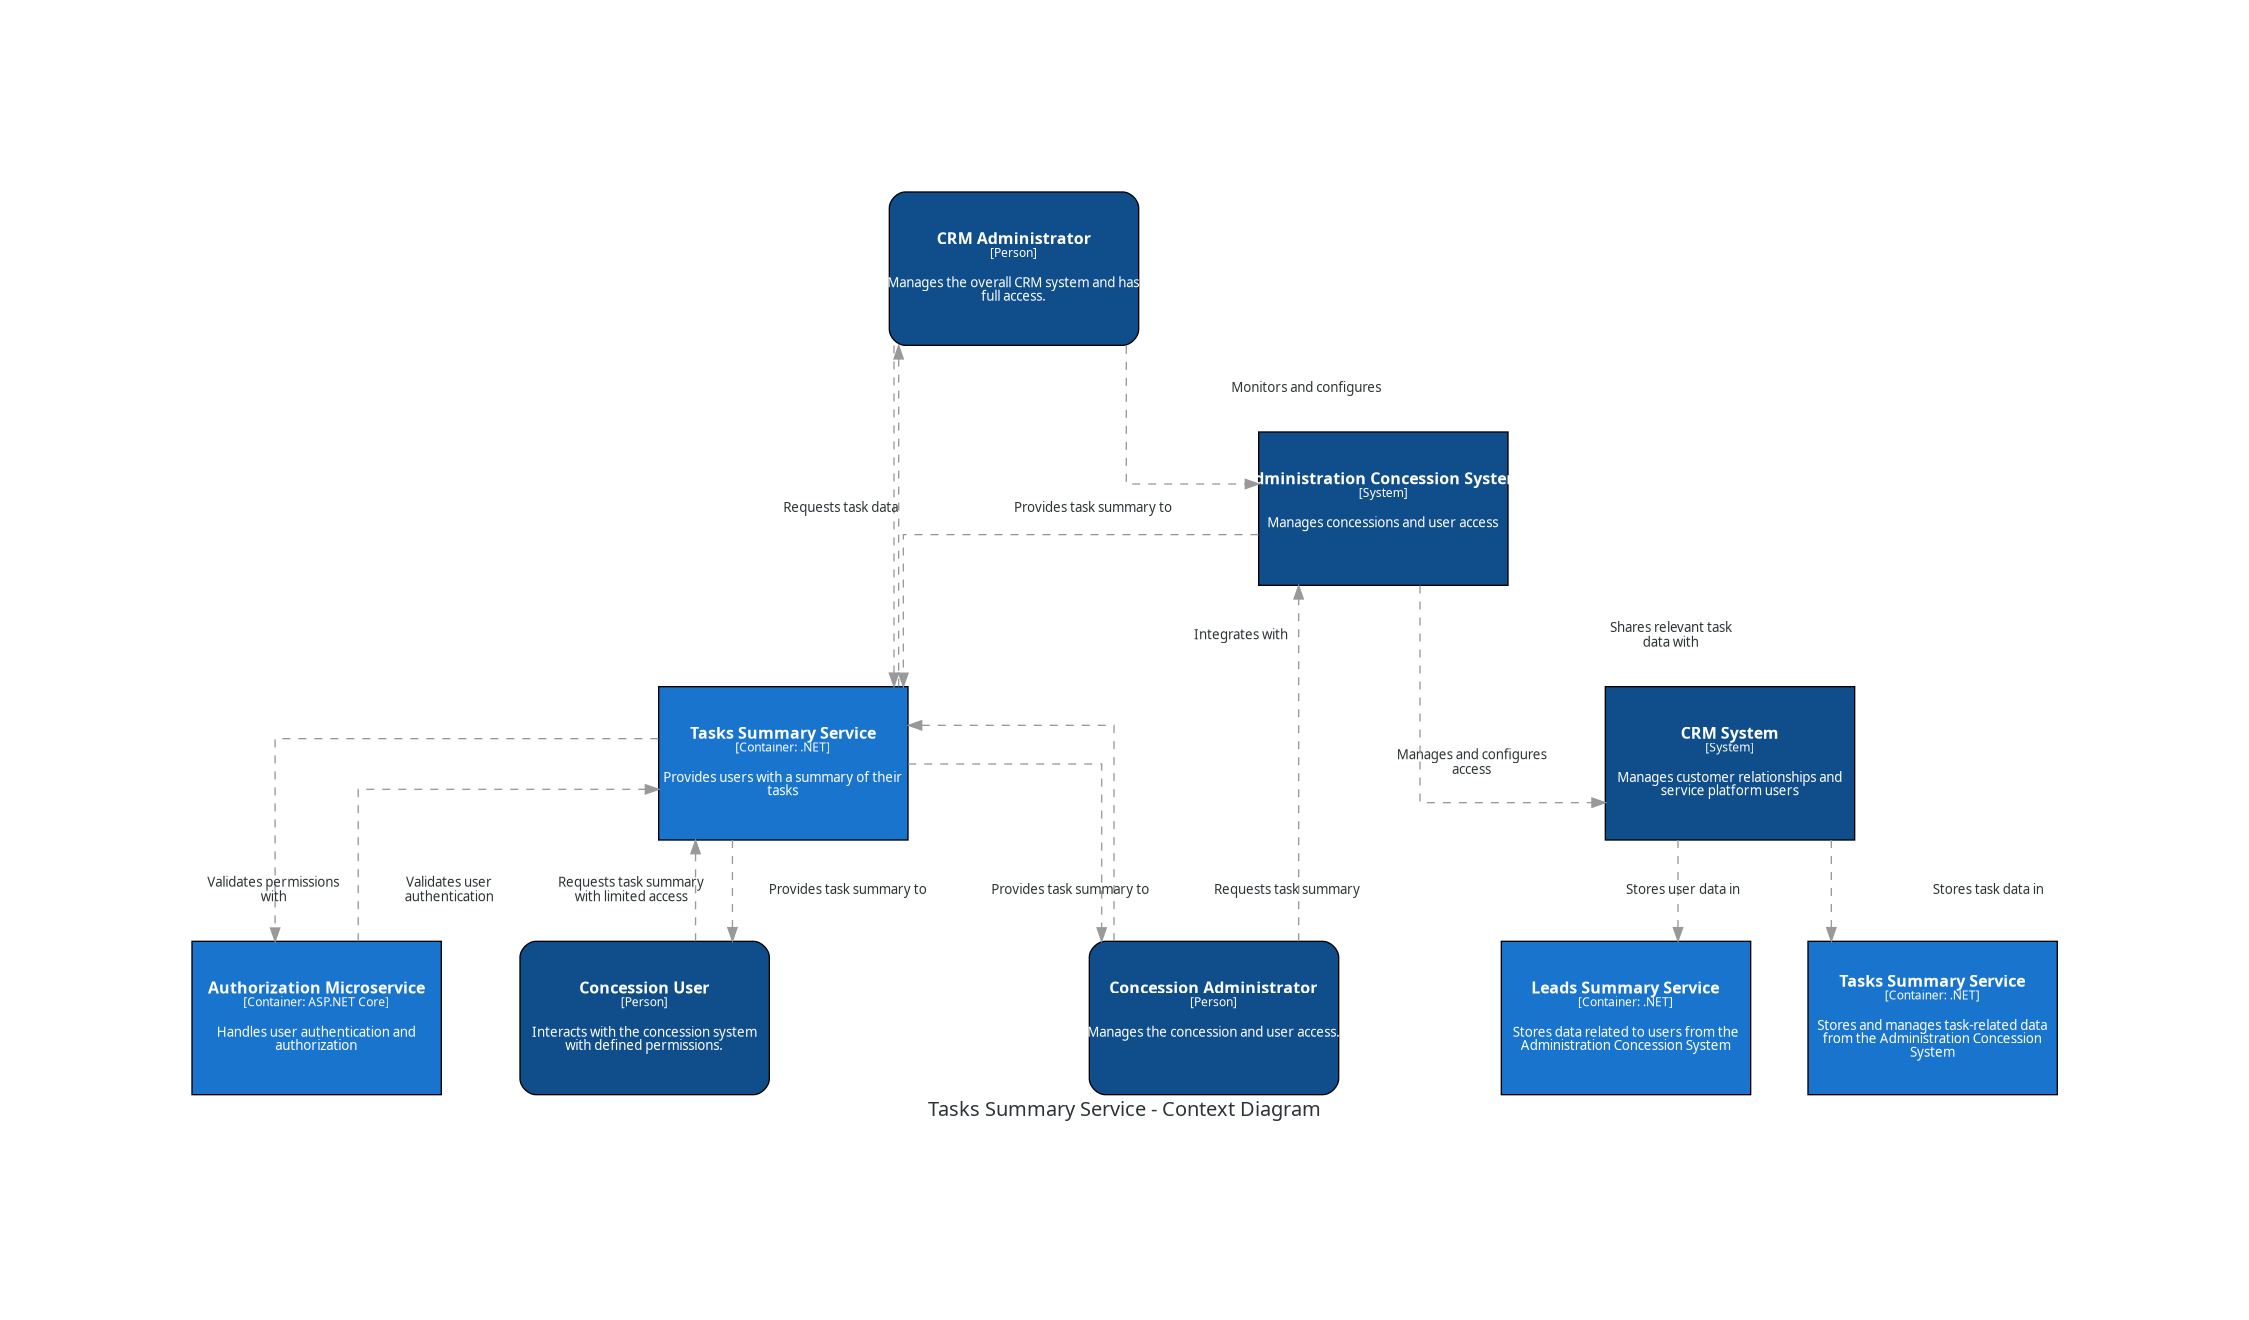 CRM Administrator
[Person]
Manages the overall CRM system and has
full access.
Monitors and configures
dministration Concession System
[System]
Manages concessions and user access
Requests task data
Provides task summary to
Integrates with
Shares relevant task
data with
Tasks Summary Service
[Container: .NET]
Provides users with a summary of their
tasks
Manages and configures
access
CRM System
[System]
Manages customer relationships and
service platform users
Validates permissions
with
Validates user
authentication
Requests task summary
with limited access
Provides task summary to
Provides task summary to
Requests task summary
Stores user data in
Stores task data in
Authorization Microservice
[Container: ASP.NET Core]
Handles user authentication and
authorization
Concession User
[Person]
Interacts with the concession system
with defined permissions.
Concession Administrator
[Person]
Manages the concession and user access.
Leads Summary Service
[Container: .NET]
Stores data related to users from the
Administration Concession System
Tasks Summary Service
[Container: .NET]
Stores and manages task-related data
from the Administration Concession
System
Tasks Summary Service - Context Diagram